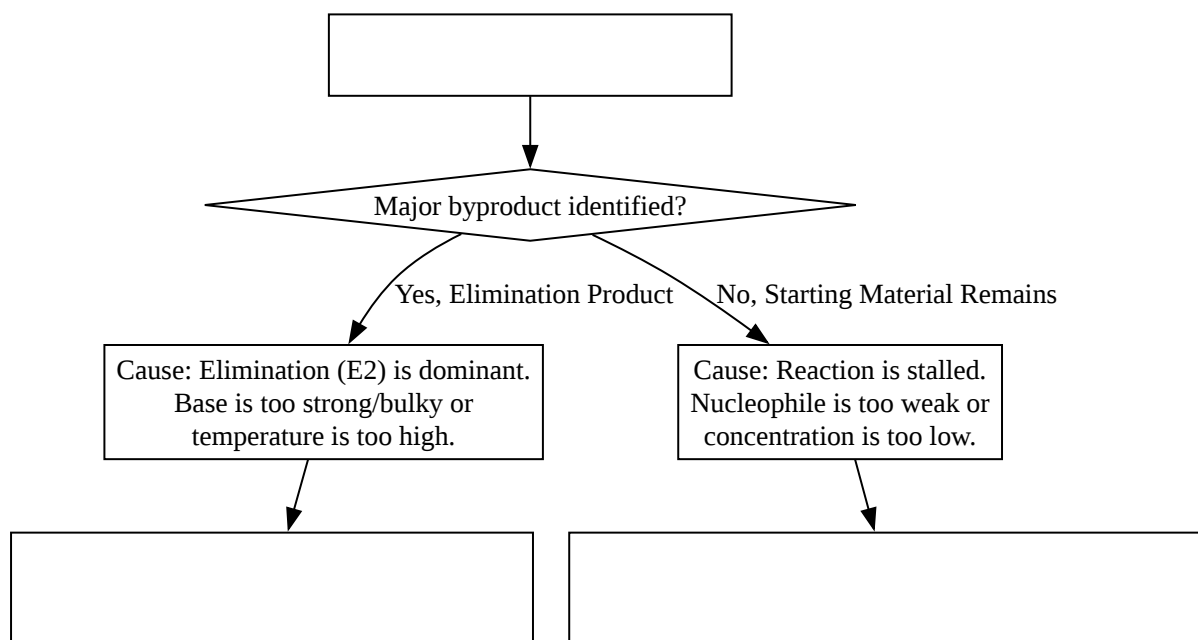 Major byproduct identified?
Yes, Elimination Product
No, Starting Material Remains
Cause: Elimination (E2) is dominant.
Base is too strong/bulky or
temperature is too high.
Cause: Reaction is stalled.
Nucleophile is too weak or
concentration is too low.